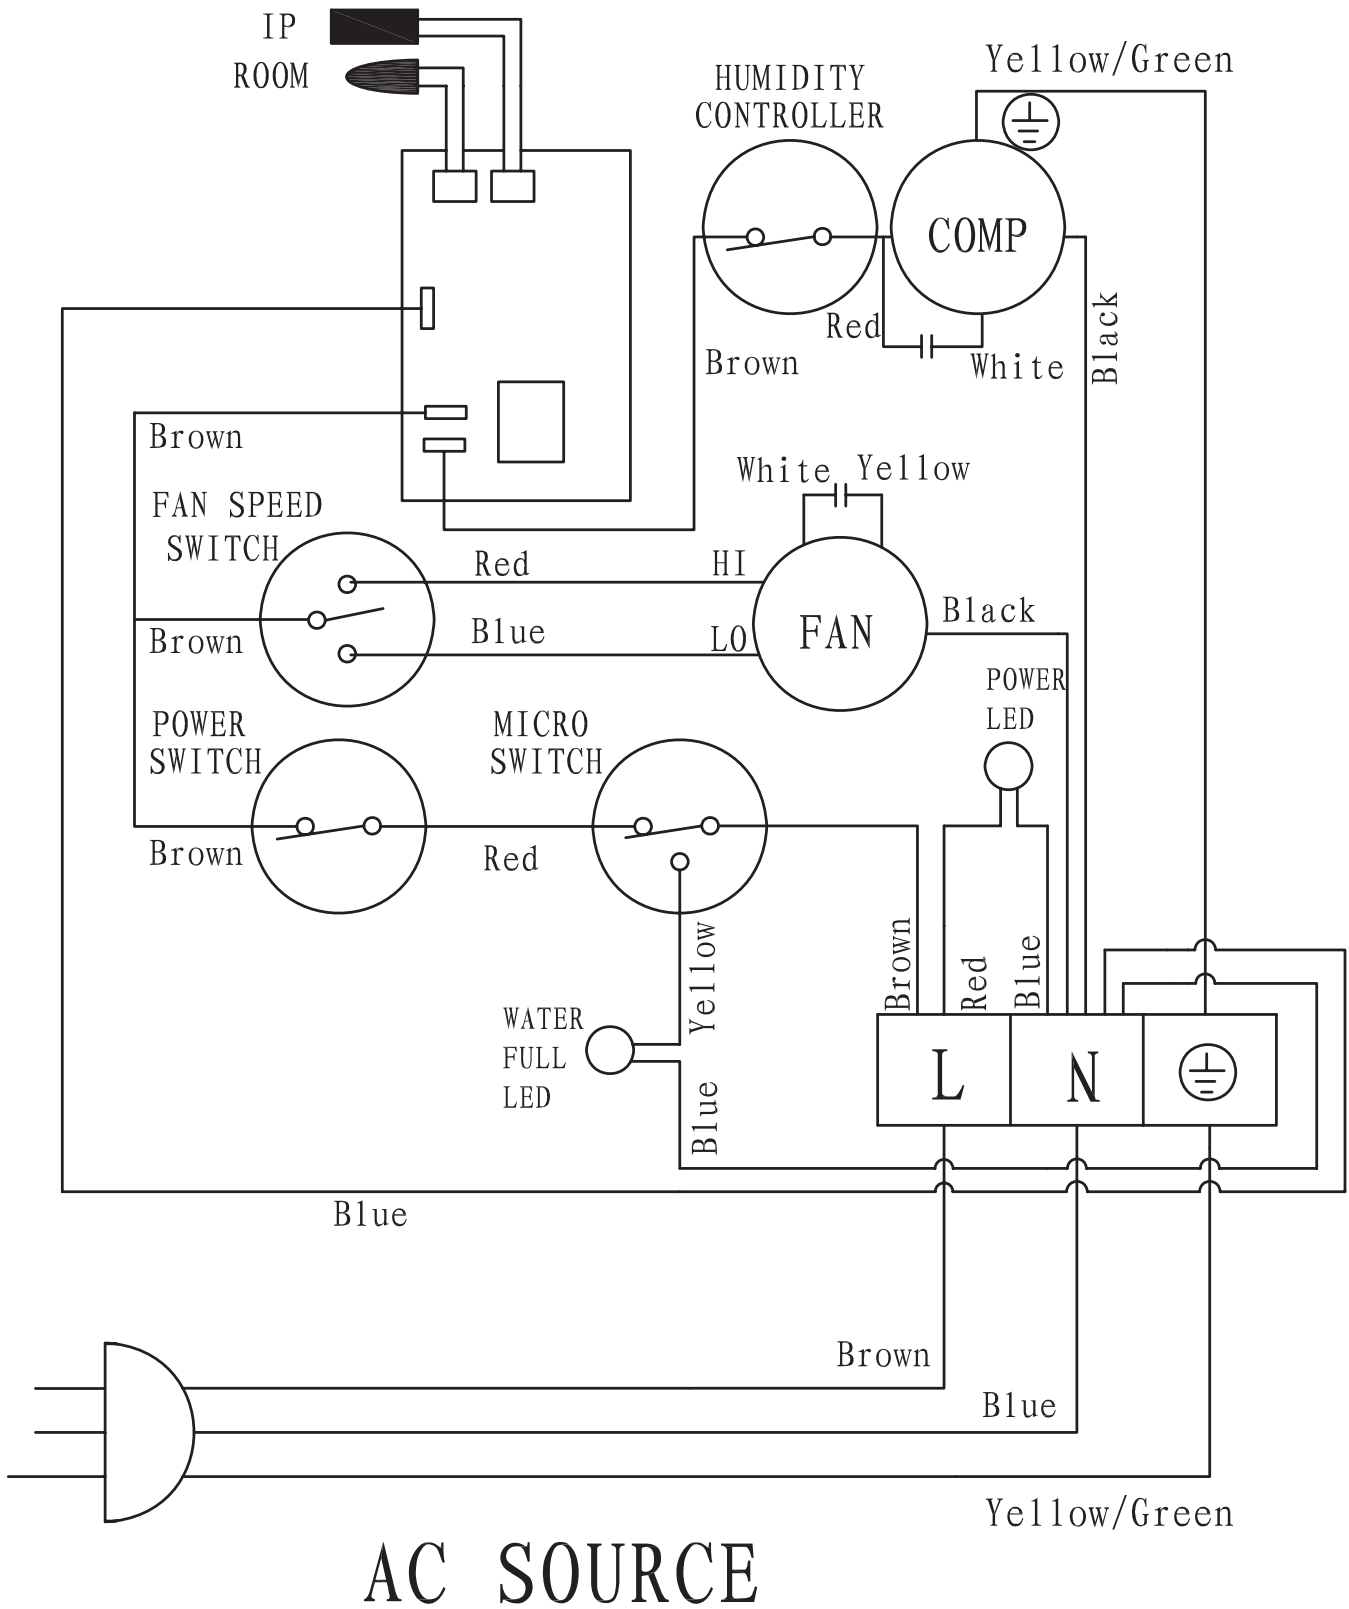 IP
ROOM
HUMIDITY
CONTROLLER
Yellow/Green
COMP
Red
White
Black
Brown
Brown
White
Yellow
FAN SPEED
SWITCH
Red
HI
Blue
LO
FAN
Black
Brown
POWER
LED
POWER
SWITCH
MICRO
SWITCH
Brown
Red
Yellow
Brown
Red
Blue
WATER
FULL
LED
Blue
L
N
Blue
Brown
Blue
Yellow/Green
AC SOURCE